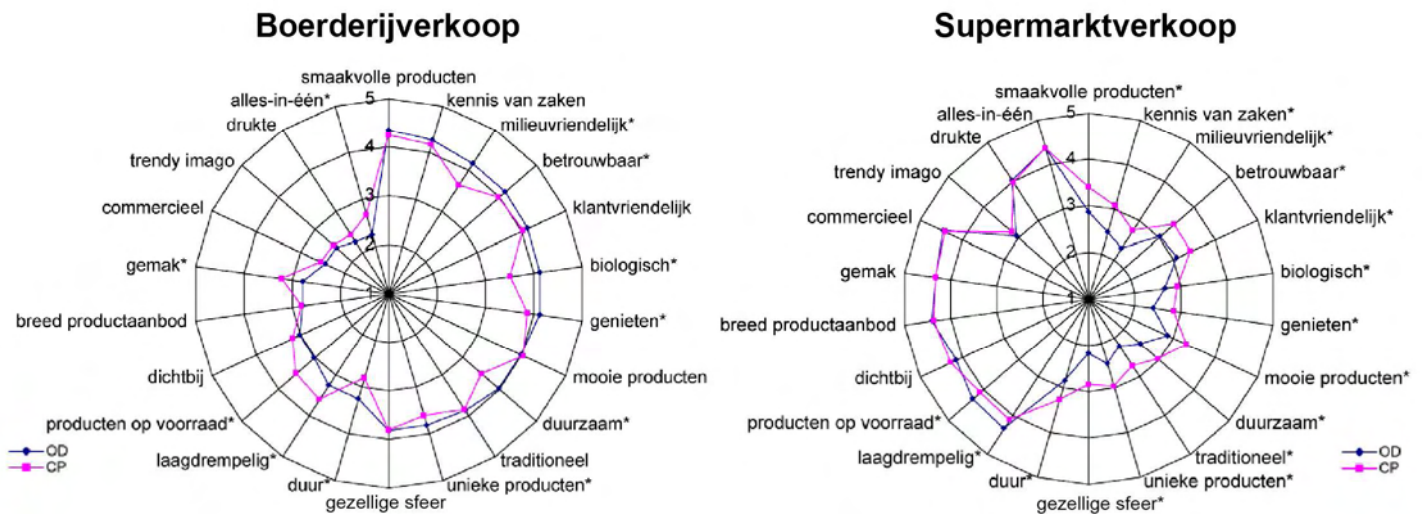 Boerderijverkoop
smaakvolle producten
kennis van zaken
milieuvriendelijk*
betrouwbaar*
klantvriendelijk
biologisch*
genieten*
mooie producten
duurzaam*
traditioneel
unieke producten*
gezellige sfeer
duur*
laagdrempelig*
producten op voorraad*
dichtbij
breed productaanbod
gemak*
commercieel
trendy imago
drukte
alles-in-één*
5
4
3
2
1
OD
CP
Supermarktverkoop
smaakvolle producten*
kennis van zaken*
milieuvriendelijk*
betrouwbaar*
klantvriendelijk*
biologisch*
genieten*
mooie producten*
duurzaam*
traditioneel*
unieke producten*
gezellige sfeer*
duur*
laagdrempelig*
producten op voorraad*
dichtbij
breed productaanbod
gemak
commercieel
trendy imago
drukte
alles-in-één
5
4
3
2
1
OD
CP